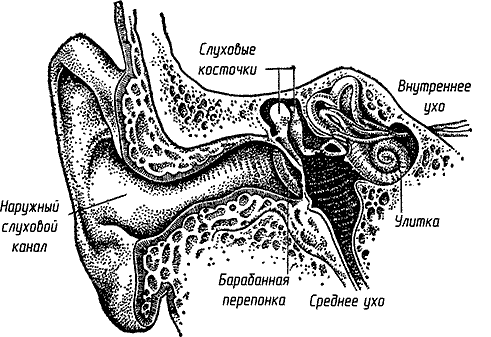 Слуховые
косточки
Внутреннее
ухо
Наружный
слуховой
канал
Улитка
Барабанная
перепонка
Среднее ухо